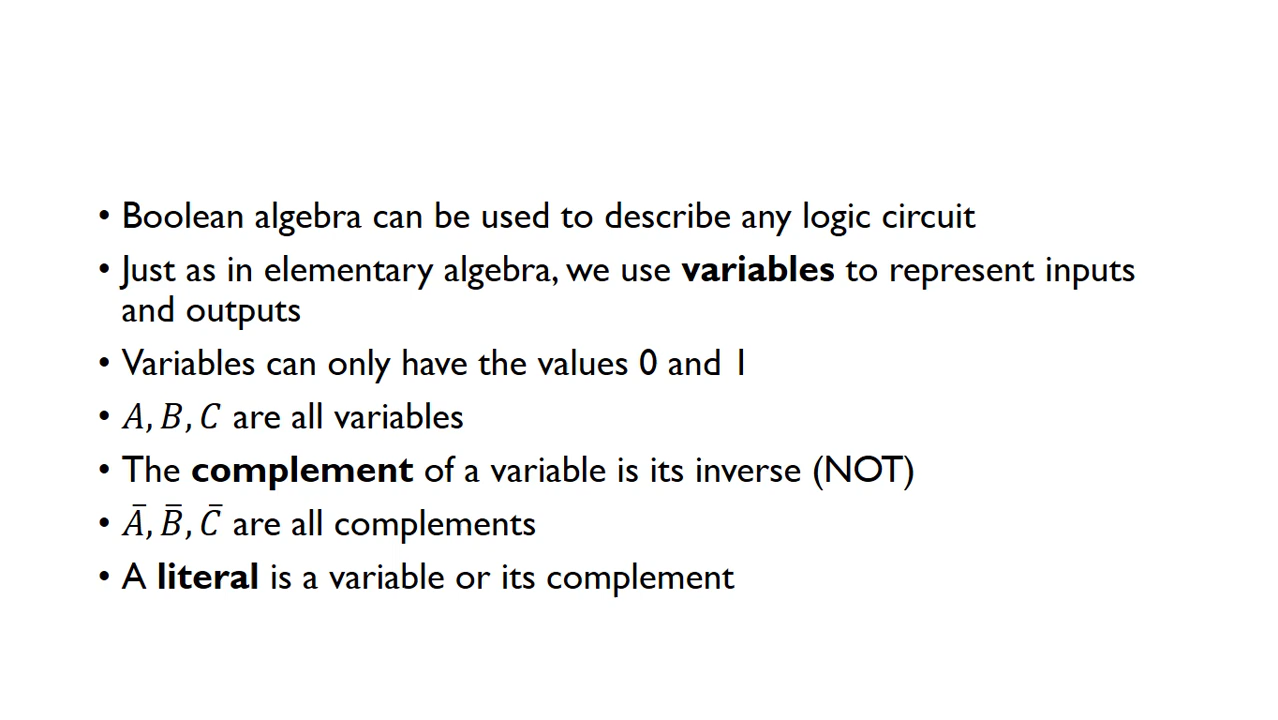 • Boolean algebra can be used to describe any logic circuit
• Just as in elementary algebra, we use variables to represent inputs
and outputs
• Variables can only have the values 0 and 1
• A, B, C are all variables
• The complement of a variable is its inverse (NOT)
• A̅, B̅, C̅ are all complements
• A literal is a variable or its complement